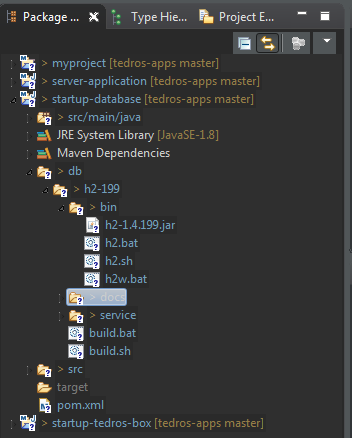 Package ...
Type Hie...
Project E...
> myproject [tedros-apps master]
> server-application [tedros-apps master]
> startup-database [tedros-apps master]
> src/main/java
JRE System Library [JavaSE-1.8]
Maven Dependencies
> db
> h2-199
> bin
h2-1.4.199.jar
h2.bat
h2.sh
h2w.bat
> docs
> service
build.bat
build.sh
> src
target
pom.xml
> startup-tedros-box [tedros-apps master]